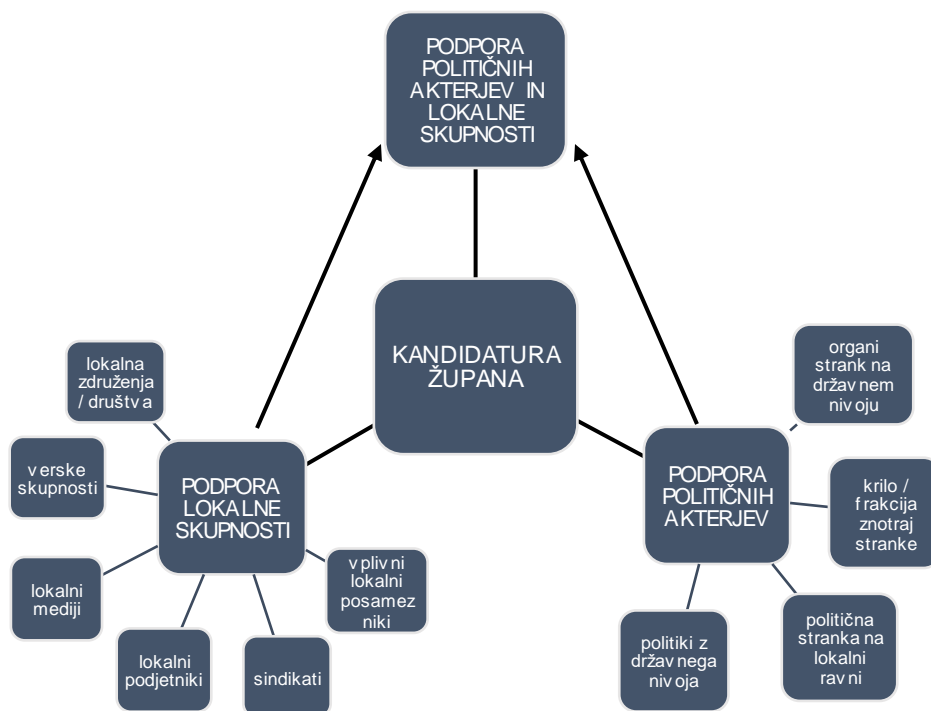 PODPORA
POLITIČNIH
AKTERJEV IN
LOKALNE
SKUPNOSTI
KANDIDATURA
ŽUPANA
lokalna
združenja
/ društva
verske
skupnosti
lokalni
mediji
lokalni
podjetniki
sindikati
vplivni
lokalni
posamez
niki
PODPORA
LOKALNE
SKUPNOSTI
PODPORA
POLITIČNIH
AKTERJEV
organi
strank na
državnem
nivoju
krilo /
frakcija
znotraj
stranke
politična
stranka na
lokalni
ravni
politiki z
državnega
nivoja